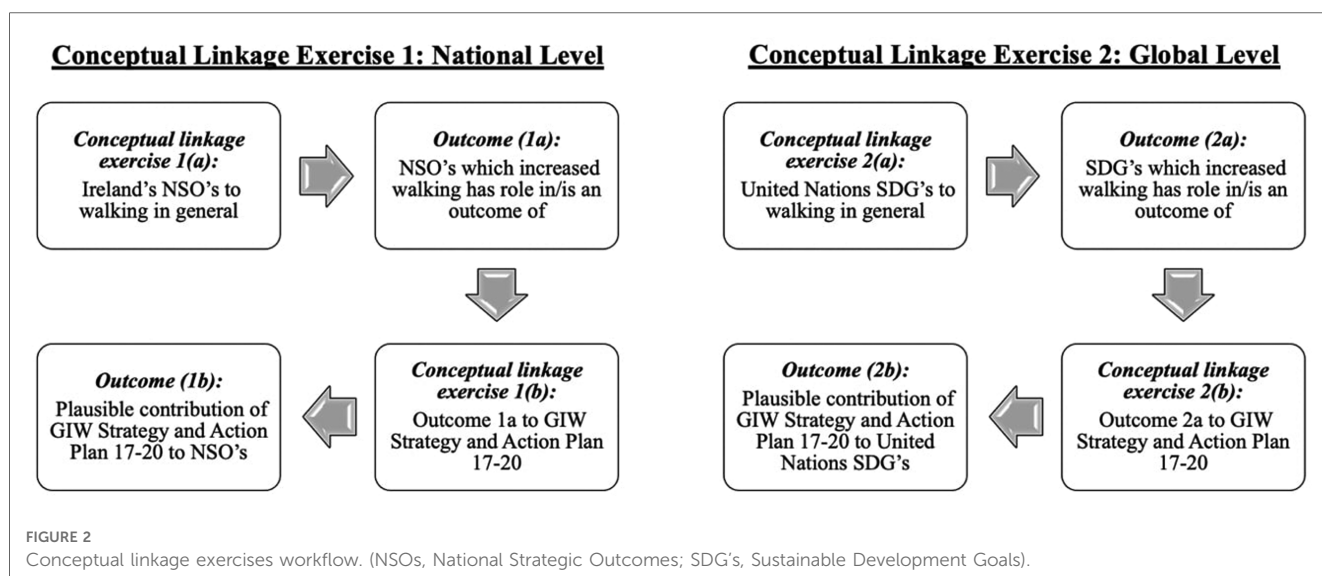 Conceptual Linkage Exercise 1: National Level
Conceptual linkage
exercise 1(a):
Ireland's NSO's to
walking in general
Outcome (1a):
NSO's which increased
walking has role in/is an
outcome of
Outcome (1b):
Plausible contribution of
GIW Strategy and Action
Plan 17-20 to NSO's
Conceptual linkage
exercise 1(b):
Outcome 1a to GIW
Strategy and Action Plan
17-20
Conceptual Linkage Exercise 2: Global Level
Conceptual linkage
exercise 2(a):
United Nations SDG's to
walking in general
Outcome (2a):
SDG's which increased
walking has role in/is an
outcome of
Outcome (2b):
Plausible contribution of
GIW Strategy and Action
Plan 17-20 to United
Nations SDG's
Conceptual linkage
exercise 2(b):
Outcome 2a to GIW
Strategy and Action Plan
17-20
FIGURE 2
Conceptual linkage exercises workflow. (NSOs, National Strategic Outcomes; SDG's, Sustainable Development Goals).